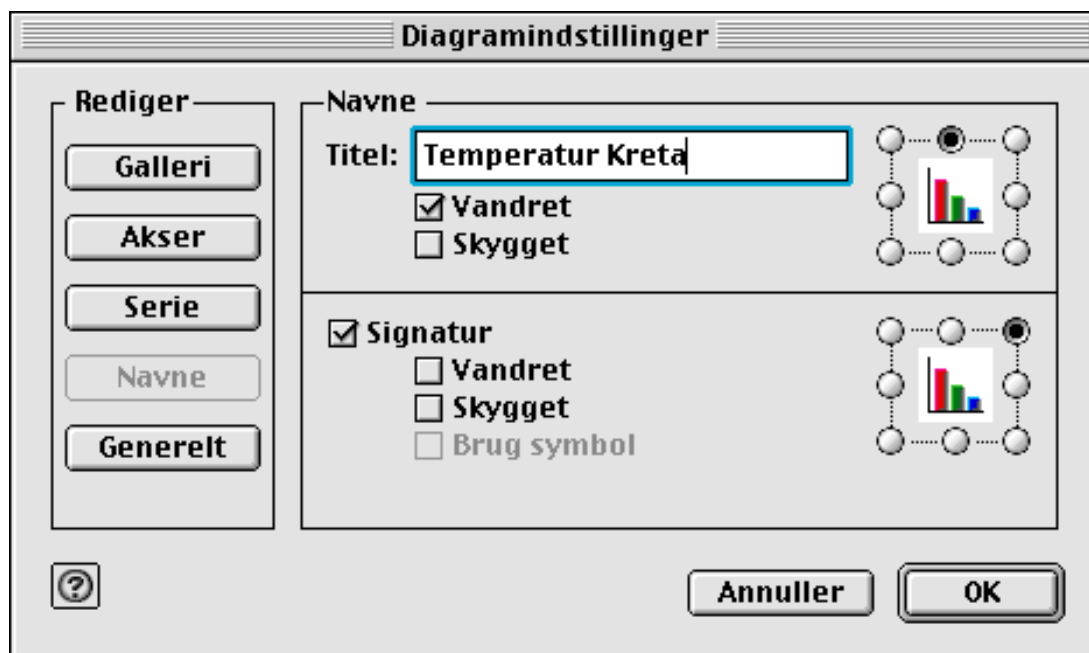 Diagramindstillinger
Rediger
Galleri
Akser
Serie
Navne
Generelt
Navne
Titel: Temperatur Kreta
Vandret
Skygget
Signatur
Vandret
Skygget
Brug symbol
?
Annuller
OK